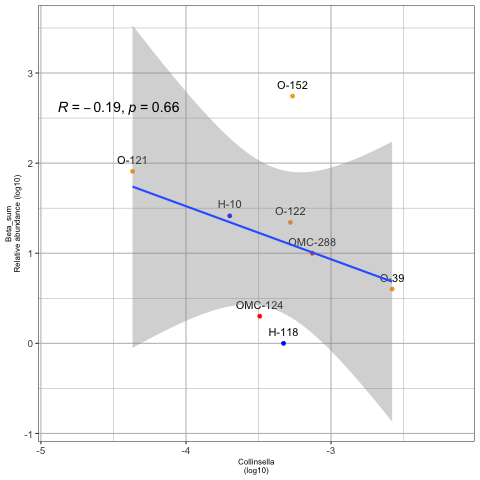 O-152
R = −0.19, p = 0.66
O-121
H-10
O-122
OMC-288
O-39
OMC-124
H-118
3
2
1
0
-1
-5
-4
-3
Beta_sum
Relative abundance (log10)
Collinsella
(log10)